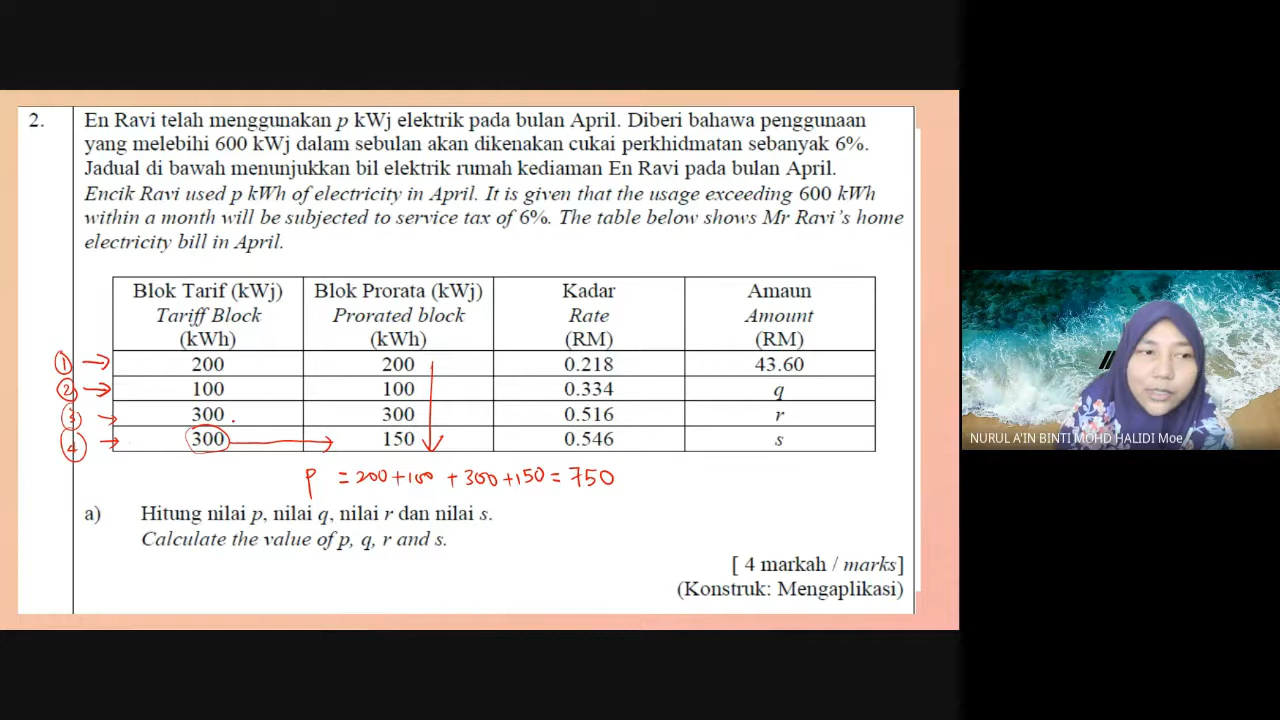 2.
En Ravi telah menggunakan p kWj elektrik pada bulan April. Diberi bahawa penggunaan
yang melebihi 600 kWj dalam sebulan akan dikenakan cukai perkhidmatan sebanyak 6%.
Jadual di bawah menunjukkan bil elektrik rumah kediaman En Ravi pada bulan April.
Encik Ravi used p kWh of electricity in April. It is given that the usage exceeding 600 kWh
within a month will be subjected to service tax of 6%. The table below shows Mr Ravi's home
electricity bill in April.
Blok Tarif (kWj) Blok Prorata (kWj) Kadar Amaun
Tariff Block Prorated block Rate Amount
(kWh) (kWh) (RM) (RM)
1 200 200 0.218 43.60
2 100 100 0.334 q
3 300 300 0.516 r
4 300 150 0.546 s
P = 200+100 +300+150 = 750
a) Hitung nilai p, nilai q, nilai r dan nilai s.
Calculate the value of p, q, r and s.
[ 4 markah / marks]
(Konstruk: Mengaplikasi)
NURUL A'IN BINTI MOHD HALIDI Moe